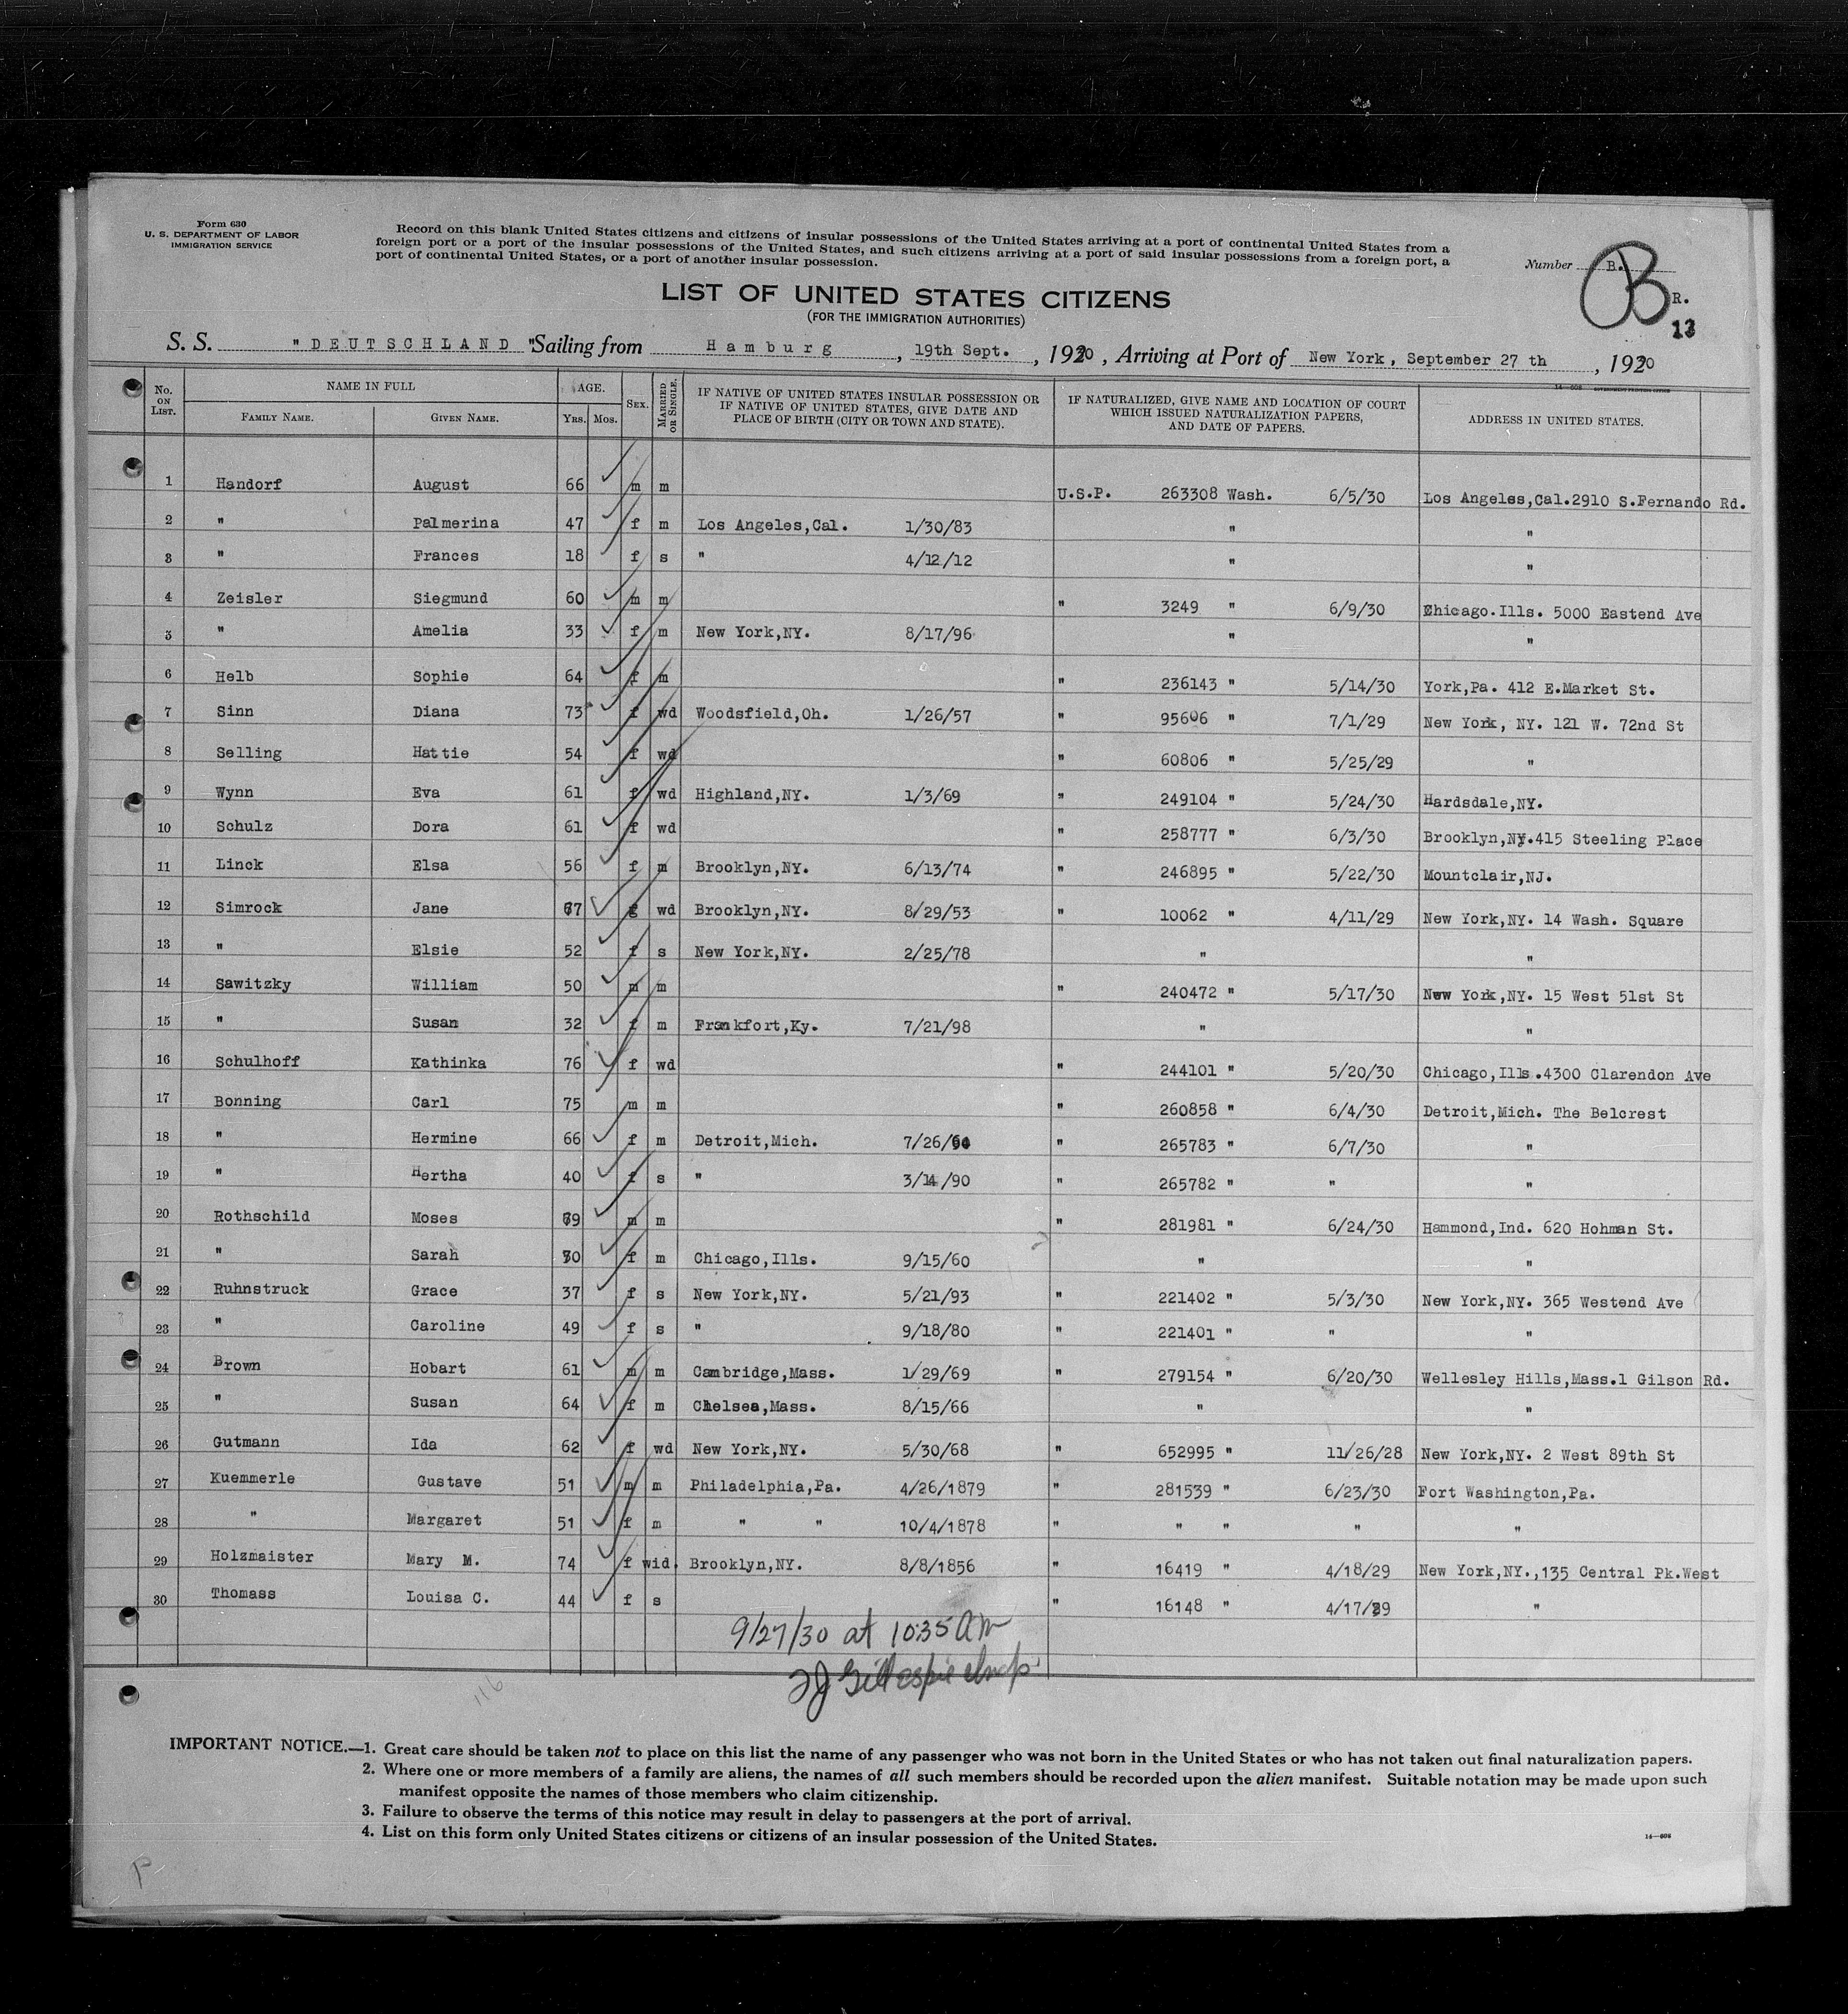 Form 630
U. S. DEPARTMENT OF LABOR
IMMIGRATION SERVICE
Record on this blank United States citizens and citizens of insular possessions of the United States arriving at a port of continental United States from a
foreign port or a port of the insular possessions of the United States, and such citizens arriving at a port of said insular possessions from a foreign port, a
port of continental United States, or a port of another insular possession.
Number B.
B
R.
13
LIST OF UNITED STATES CITIZENS
(FOR THE IMMIGRATION AUTHORITIES)
S. S. "DEUTSCHLAND" Sailing from Hamburg, 19th Sept., 1930, Arriving at Port of New York, September 27 th, 1930
No. ON LIST. NAME IN FULL AGE. SEX. MARRIED OR SINGLE. IF NATIVE OF UNITED STATES INSULAR POSSESSION OR IF NATIVE OF UNITED STATES, GIVE DATE AND PLACE OF BIRTH (CITY OR TOWN AND STATE). IF NATURALIZED, GIVE NAME AND LOCATION OF COURT WHICH ISSUED NATURALIZATION PAPERS, AND DATE OF PAPERS. ADDRESS IN UNITED STATES.
FAMILY NAME. GIVEN NAME. YRS. MOS.
1 Handorf August 66 m m U.S.P. 263308 Wash. 6/5/30 Los Angeles,Cal.2910 S.Fernando Rd.
2 " Palmerina 47 f m Los Angeles,Cal. 1/30/83 " "
3 " Frances 18 f s " 4/12/12 " "
4 Zeisler Siegmund 60 m m " 3249 " 6/9/30 Chicago.Ills. 5000 Eastend Ave
5 " Amelia 33 f m New York,NY. 8/17/96 " "
6 Helb Sophie 64 f m " 236143 " 5/14/30 York,Pa. 412 E.Market St.
7 Sinn Diana 73 f wd Woodsfield,Oh. 1/26/57 " 95606 " 7/1/29 New York, NY. 121 W. 72nd St
8 Selling Hattie 54 f wd " 60806 " 5/25/29 "
9 Wynn Eva 61 f wd Highland,NY. 1/3/69 " 249104 " 5/24/30 Hardsdale,NY.
10 Schulz Dora 61 f wd " 258777 " 6/3/30 Brooklyn,NY.415 Steeling Place
11 Linck Elsa 56 f m Brooklyn,NY. 6/13/74 " 246895 " 5/22/30 Mountclair,NJ.
12 Simrock Jane 77 f wd Brooklyn,NY. 8/29/53 " 10062 " 4/11/29 New York,NY. 14 Wash. Square
13 " Elsie 52 f s New York,NY. 2/25/78 " "
14 Sawitzky William 50 m m " 240472 " 5/17/30 New York,NY. 15 West 51st St
15 " Susan 32 f m Frankfort,Ky. 7/21/98 " "
16 Schulhoff Kathinka 76 f wd " 244101 " 5/20/30 Chicago,Ills.4300 Clarendon Ave
17 Bonning Carl 75 m m " 260858 " 6/4/30 Detroit,Mich. The Belcrest
18 " Hermine 66 f m Detroit,Mich. 7/26/64 " 265783 " 6/7/30 "
19 " Hertha 40 f s " 3/14/90 " 265782 " " "
20 Rothschild Moses 79 m m " 281981 " 6/24/30 Hammond,Ind. 620 Hohman St.
21 " Sarah 70 f m Chicago,Ills. 9/15/60 " "
22 Ruhnstruck Grace 37 f s New York,NY. 5/21/93 " 221402 " 5/3/30 New York,NY. 365 Westend Ave
23 " Caroline 49 f s " 9/18/80 " 221401 " " "
24 Brown Hobart 61 m m Cambridge,Mass. 1/29/69 " 279154 " 6/20/30 Wellesley Hills,Mass.1 Gilson Rd.
25 " Susan 64 f m Chelsea,Mass. 8/15/66 " "
26 Gutmann Ida 62 f wd New York,NY. 5/30/68 " 652995 " 11/26/28 New York,NY. 2 West 89th St
27 Kuemmerle Gustave 51 m m Philadelphia,Pa. 4/26/1879 " 281539 " 6/23/30 Fort Washington,Pa.
28 " Margaret 51 f m " " 10/4/1878 " " " " "
29 Holzmaister Mary M. 74 f wid. Brooklyn,NY. 8/8/1856 " 16419 " 4/18/29 New York,NY.,135 Central Pk.West
30 Thomass Louisa C. 44 f s " 16148 " 4/17/29 "
9/27/30 at 10:35 AM
Gillespie Insp.
116
IMPORTANT NOTICE.—1. Great care should be taken not to place on this list the name of any passenger who was not born in the United States or who has not taken out final naturalization papers.
2. Where one or more members of a family are aliens, the names of all such members should be recorded upon the alien manifest. Suitable notation may be made upon such
manifest opposite the names of those members who claim citizenship.
3. Failure to observe the terms of this notice may result in delay to passengers at the port of arrival.
4. List on this form only United States citizens or citizens of an insular possession of the United States.
14—608
P